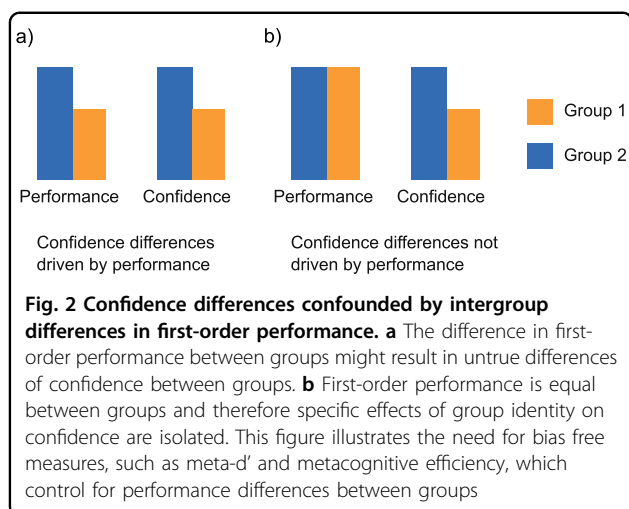 a)
b)
Group 1
Group 2
Performance Confidence
Performance Confidence
Confidence differences
driven by performance
Confidence differences not
driven by performance
Fig. 2 Confidence differences confounded by intergroup
differences in first-order performance. a The difference in first-
order performance between groups might result in untrue differences
of confidence between groups. b First-order performance is equal
between groups and therefore specific effects of group identity on
confidence are isolated. This figure illustrates the need for bias free
measures, such as meta-d’ and metacognitive efficiency, which
control for performance differences between groups